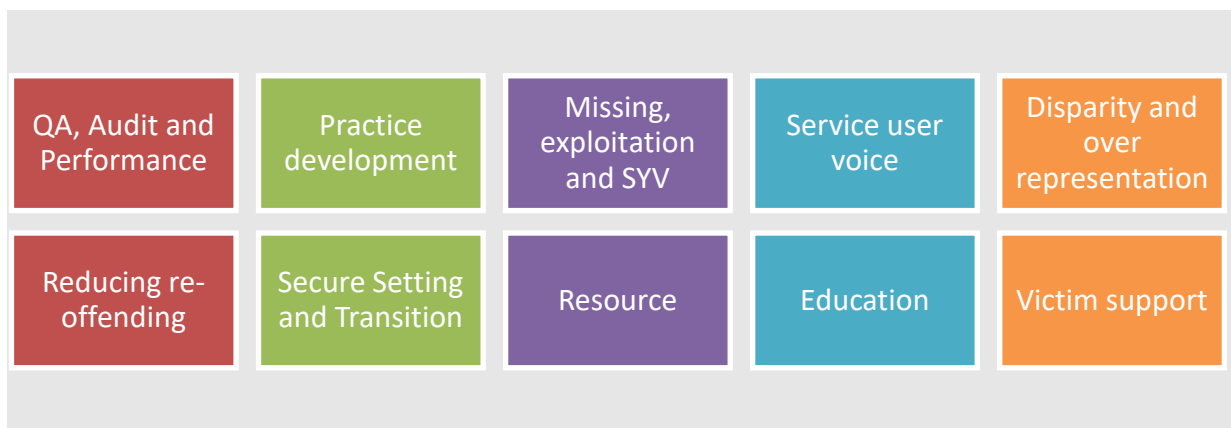 QA, Audit and
Performance
Practice
development
Missing,
exploitation
and SYV
Service user
voice
Disparity and
over
representation
Reducing re-
offending
Secure Setting
and Transition
Resource
Education
Victim support